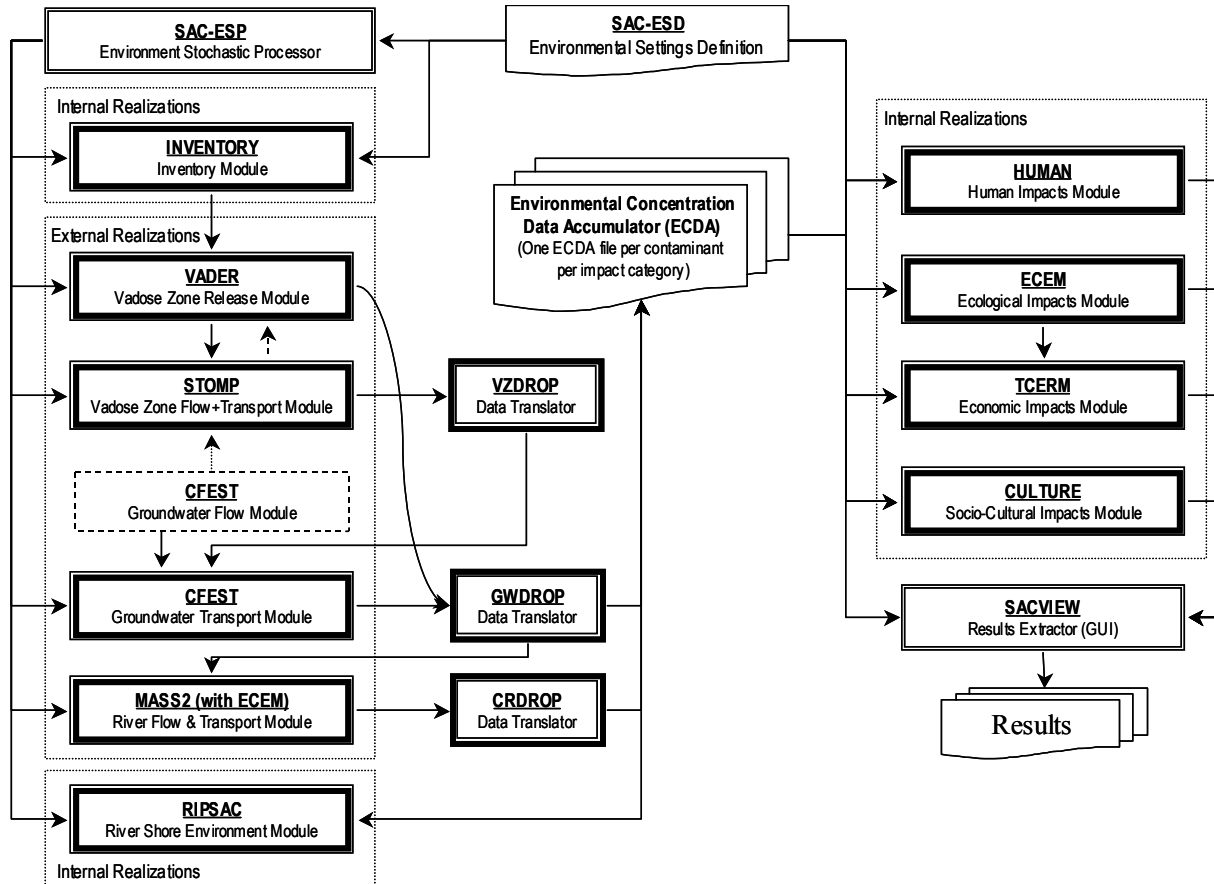 SAC-ESP
Environment Stochastic Processor
SAC-ESD
Environmental Settings Definition
Internal Realizations
INVENTORY
Inventory Module
External Realizations
VADER
Vadose Zone Release Module
STOMP
Vadose Zone Flow+Transport Module
CFEST
Groundwater Flow Module
CFEST
Groundwater Transport Module
MASS2 (with ECEM)
River Flow & Transport Module
RIPSAC
River Shore Environment Module
Internal Realizations
Environmental Concentration
Data Accumulator (ECDA)
(One ECDA file per contaminant
per impact category)
VZDROP
Data Translator
GWDROP
Data Translator
CRDROP
Data Translator
Internal Realizations
HUMAN
Human Impacts Module
ECEM
Ecological Impacts Module
TCERM
Economic Impacts Module
CULTURE
Socio-Cultural Impacts Module
SACVIEW
Results Extractor (GUI)
Results